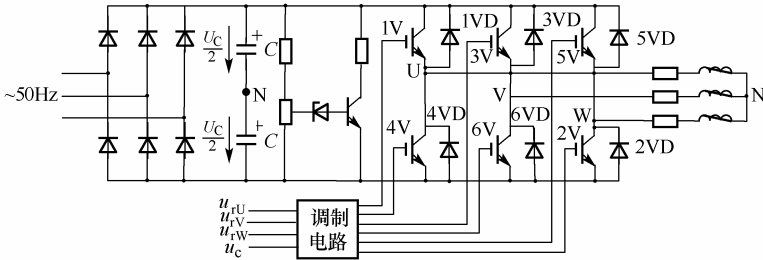 1V
1VD
3V
3VD
5V
5VD
U_C/2
+
C
~50Hz
N
U
V
W
N
U_C/2
+
C
4V
4VD
6V
6VD
2V
2VD
u_rU
u_rV
u_rW
u_c
调制
电路